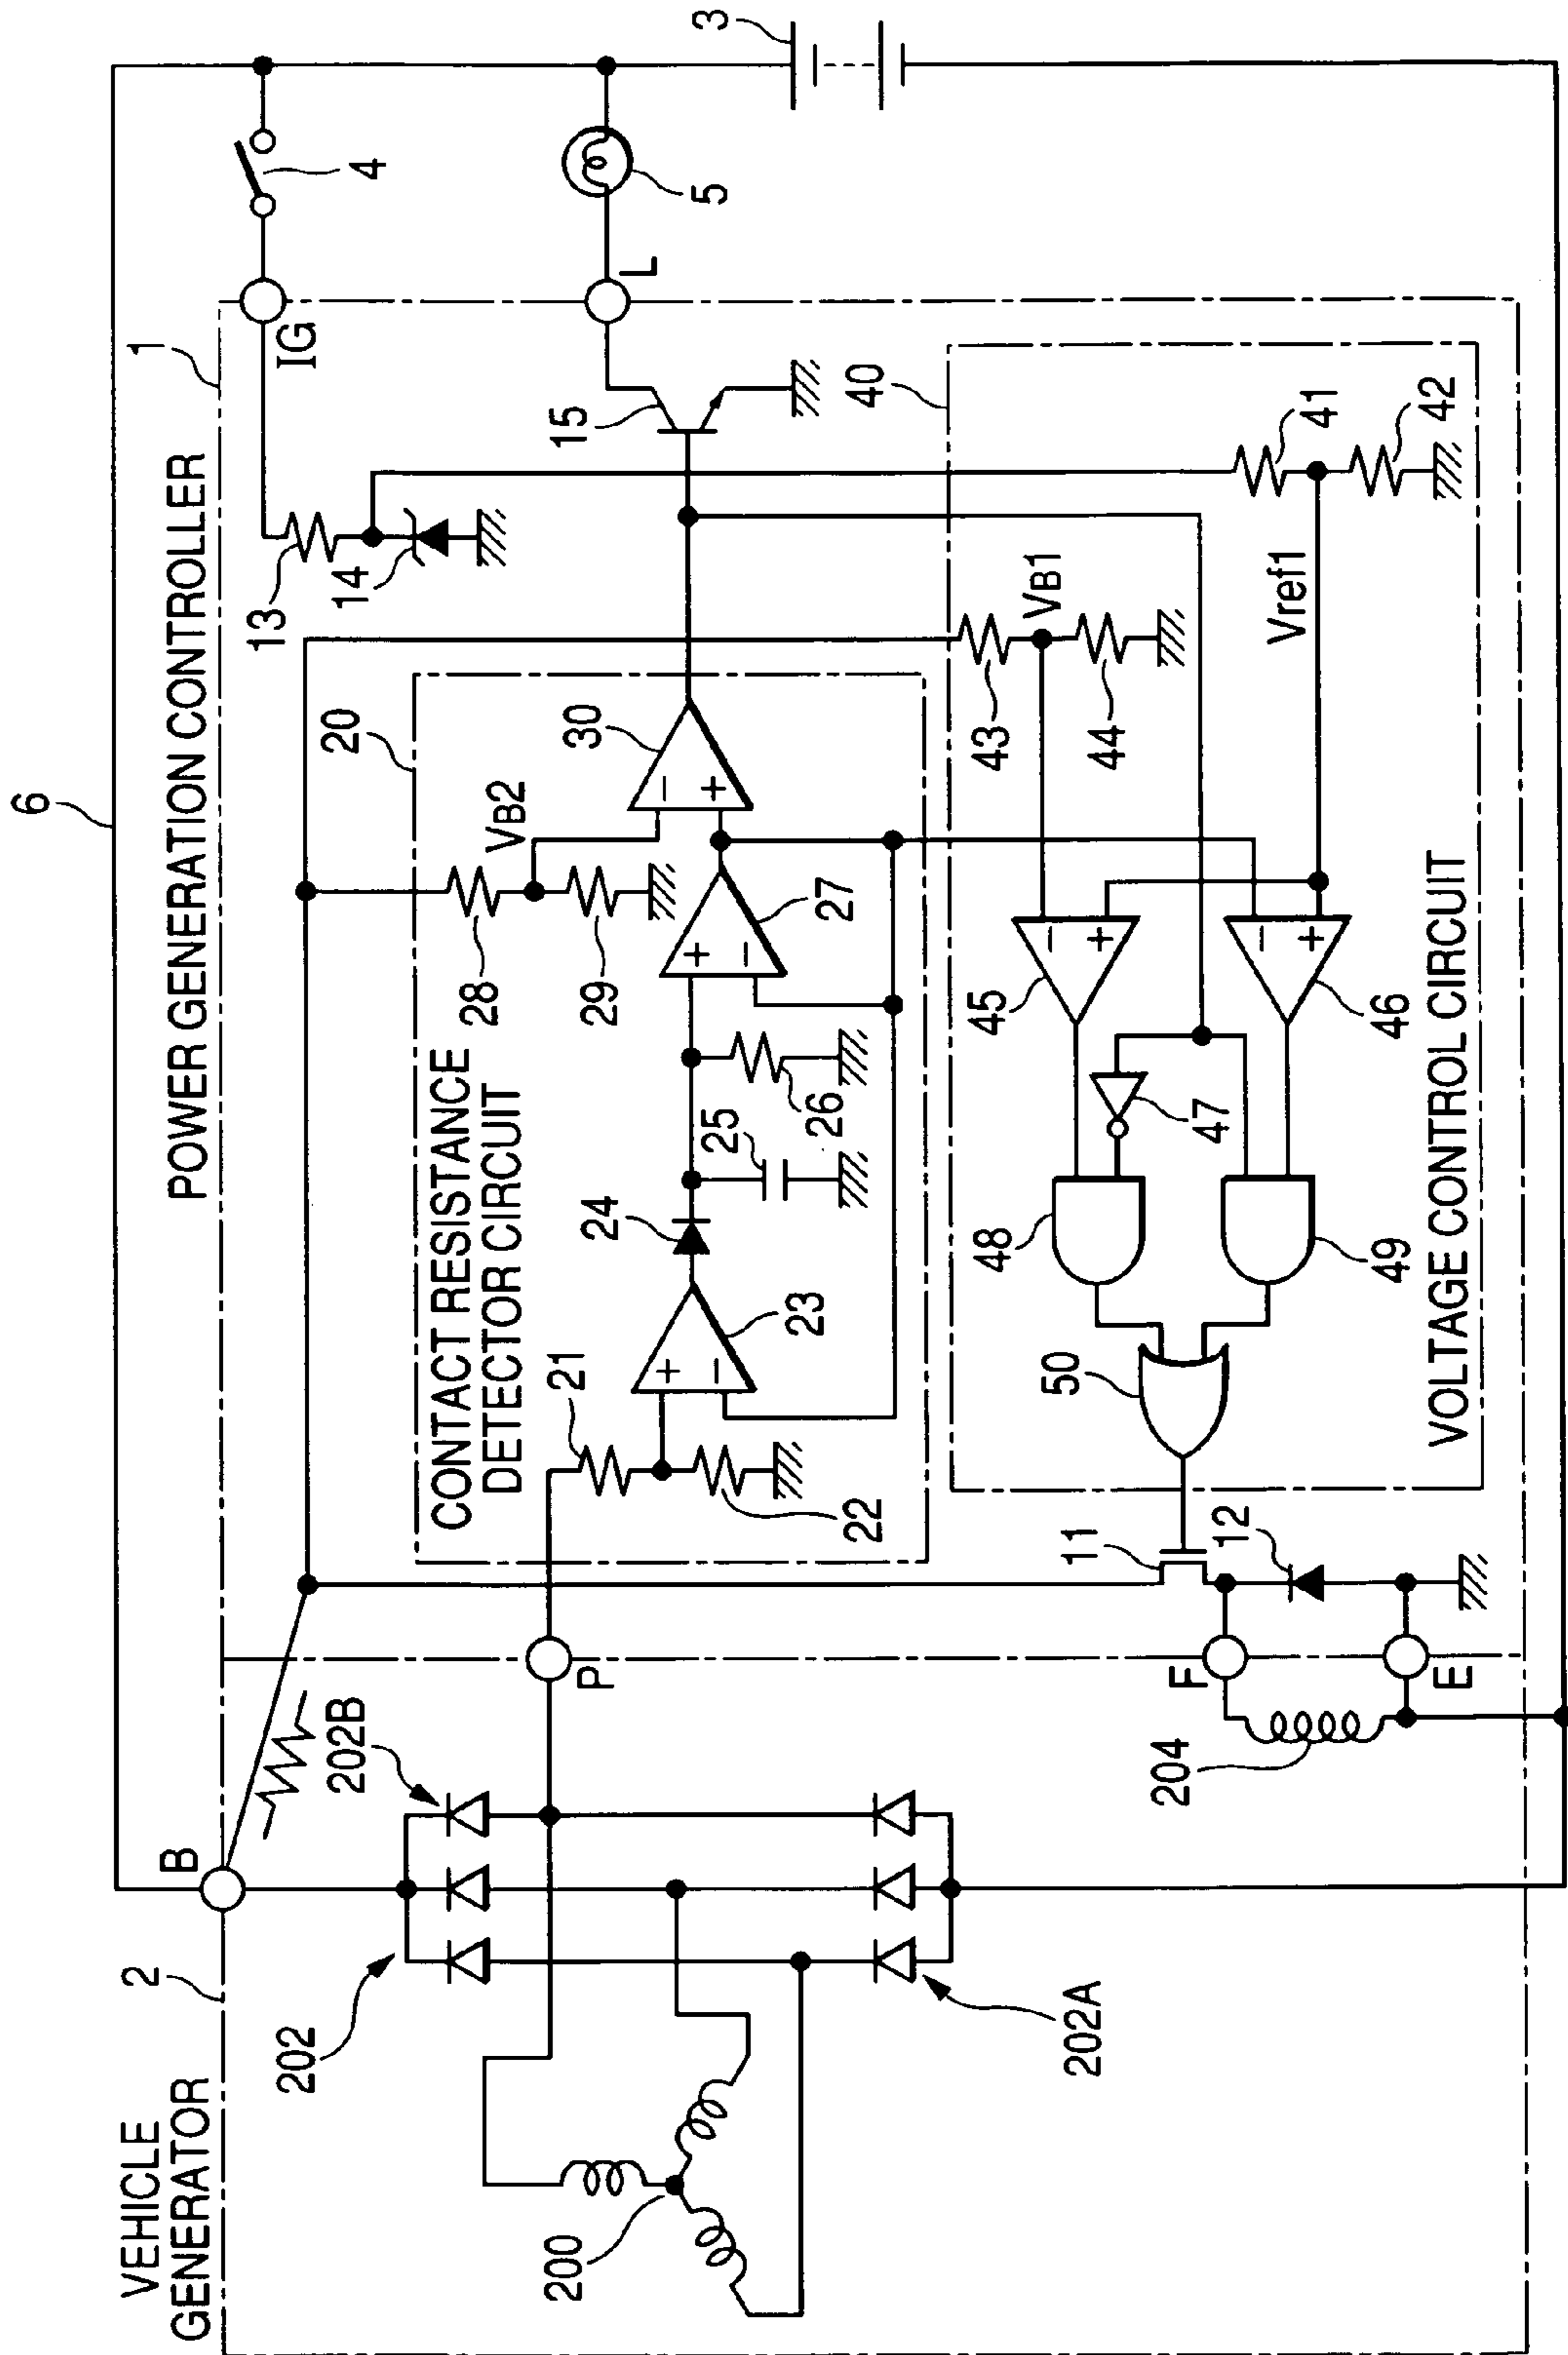 VEHICLE
GENERATOR
2
202
200
202A
B
202B
P
F
E
204
6
POWER GENERATION CONTROLLER
1
CONTACT RESISTANCE
DETECTOR CIRCUIT
20
21
22
+
−
23
24
25
26
28
29
VB2
+
−
27
−
+
30
13
14
IG
15
L
4
5
3
11
12
50
48
49
47
45
−
+
46
−
+
43
VB1
44
Vref1
40
41
42
VOLTAGE CONTROL CIRCUIT